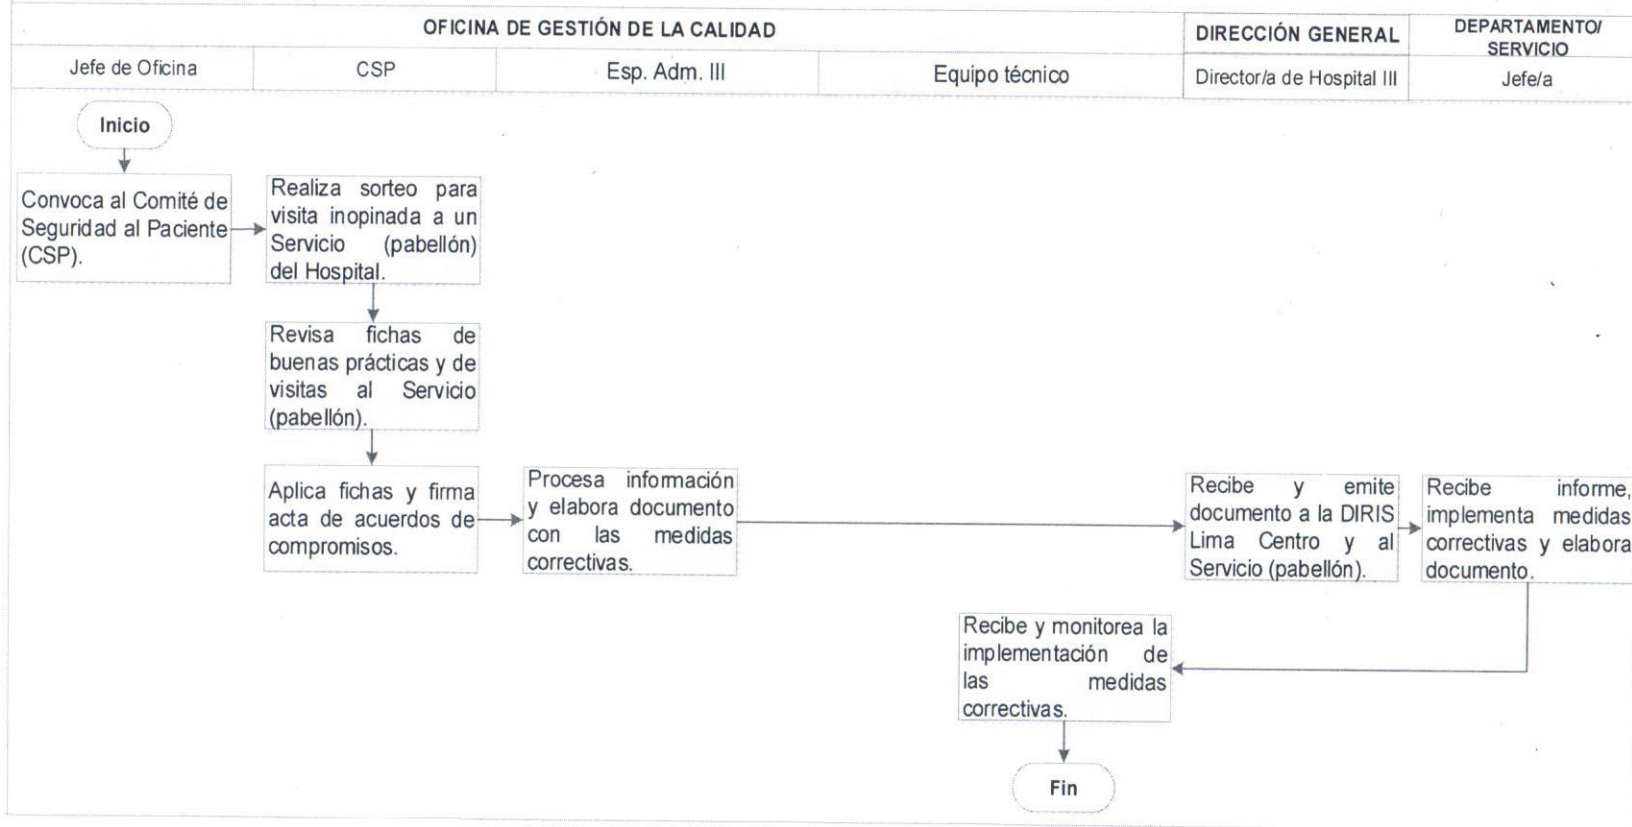 OFICINA DE GESTIÓN DE LA CALIDAD
DIRECCIÓN GENERAL
DEPARTAMENTO/
SERVICIO
Jefe de Oficina
CSP
Esp. Adm. III
Equipo técnico
Director/a de Hospital III
Jefe/a
Inicio
Convoca al Comité de
Seguridad al Paciente
(CSP).
Realiza sorteo para
visita inopinada a un
Servicio (pabellón)
del Hospital.
Revisa fichas de
buenas prácticas y de
visitas al Servicio
(pabellón).
Aplica fichas y firma
acta de acuerdos de
compromisos.
Procesa información
y elabora documento
con las medidas
correctivas.
Recibe y emite
documento a la DIRIS
Lima Centro y al
Servicio (pabellón).
Recibe informe,
implementa medidas
correctivas y elabora
documento.
Recibe y monitorea la
implementación de
las medidas
correctivas.
Fin